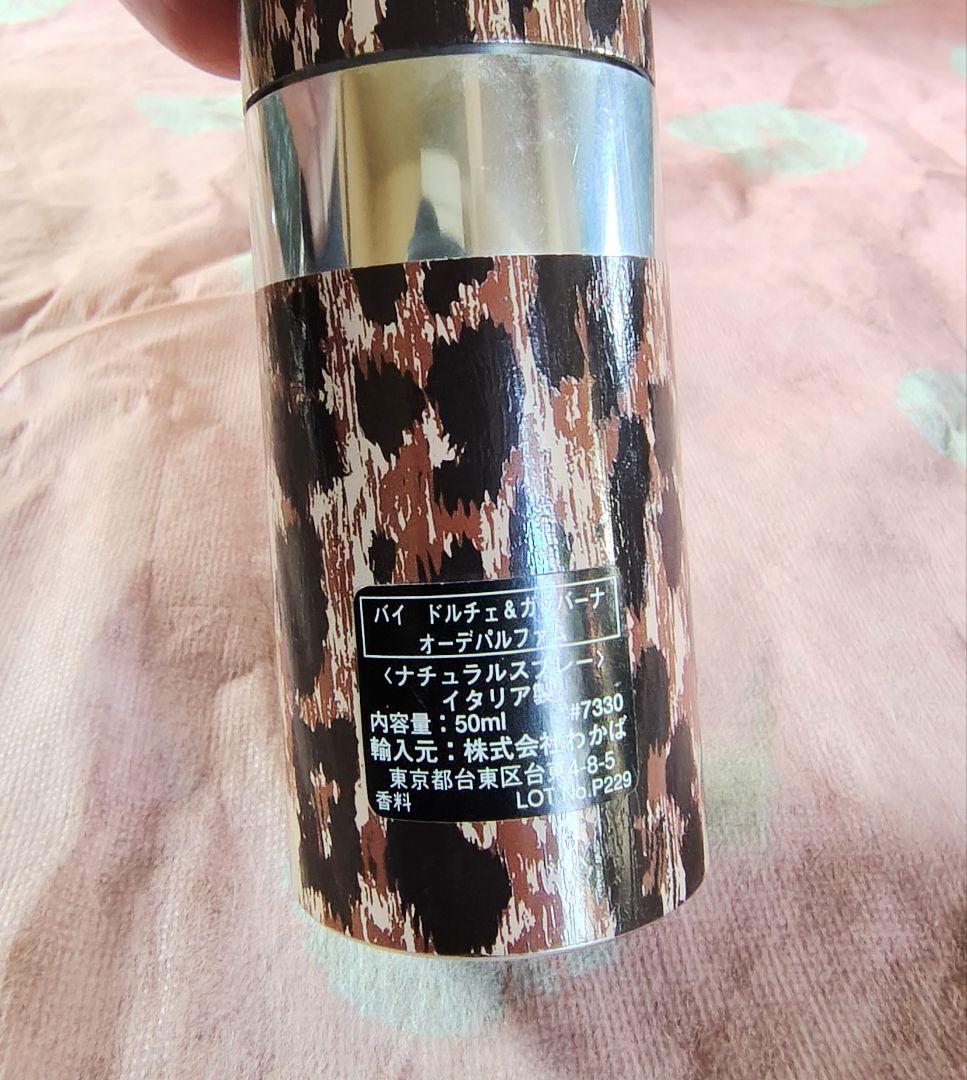 バイ ドルチェ&ガッバーナ
オーデパルファム
〈ナチュラルスプレー〉
イタリア製 #7330
内容量：50ml
輸入元：株式会社わかば
東京都台東区台東4-8-5
香料 LOT No.P229